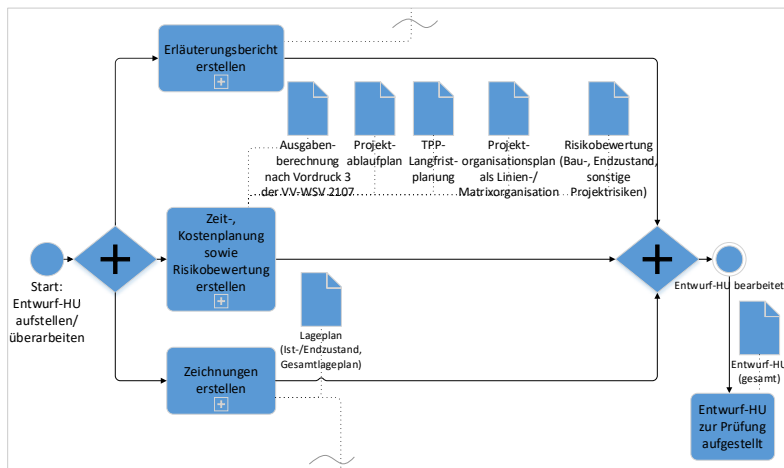 Erläuterungsbericht
erstellen
Ausgaben-
berechnung
nach Vordruck 3
der VV-WSV 2107
Projekt-
ablaufplan
TPP-
Langfrist-
planung
Projekt-
organisationsplan
als Linien-/
Matrixorganisation
Risikobewertung
(Bau-, Endzustand,
sonstige
Projektrisiken)
Zeit-,
Kostenplanung
sowie
Risikobewertung
erstellen
Start:
Entwurf-HU
aufstellen/
überarbeiten
Entwurf-HU bearbeitet
Lageplan
(Ist-/Endzustand,
Gesamtlageplan)
Zeichnungen
erstellen
Entwurf-HU
(gesamt)
Entwurf-HU
zur Prüfung
aufgestellt